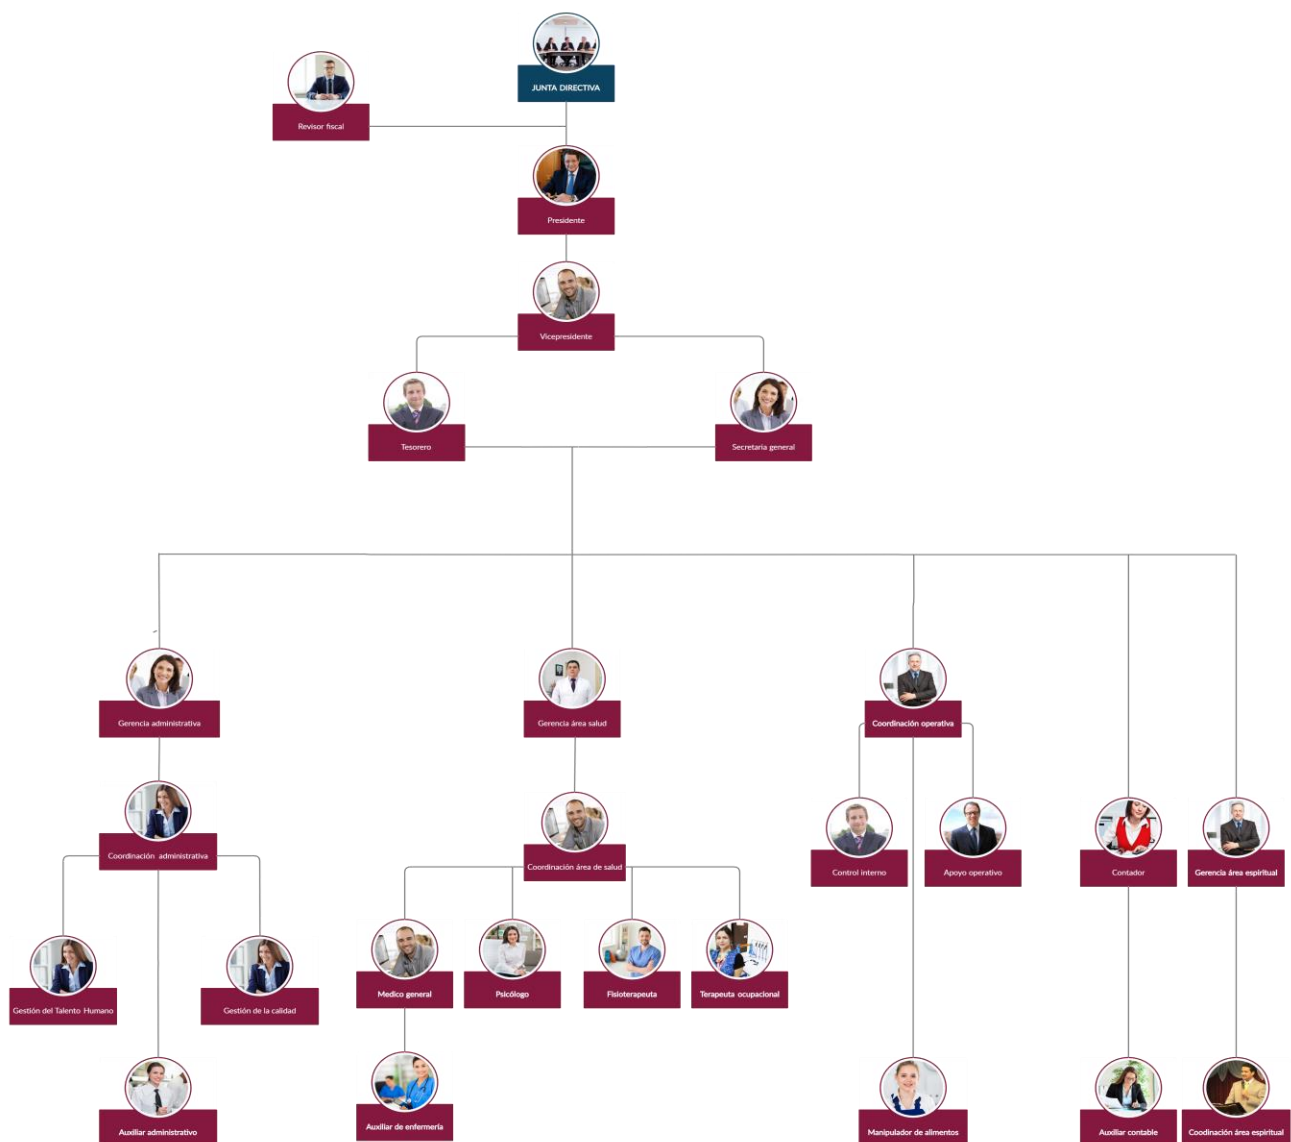 JUNTA DIRECTIVA
Revisor fiscal
Presidente
Vicepresidente
Tesorero
Secretaria general
Gerencia administrativa
Gerencia área salud
Coordinación operativa
Coordinación administrativa
Coordinación área de salud
Control interno
Apoyo operativo
Contador
Gerencia área espiritual
Gestión del Talento Humano
Gestión de la calidad
Medico general
Psicólogo
Fisioterapeuta
Terapeuta ocupacional
Auxiliar administrativo
Auxiliar de enfermería
Manipulador de alimentos
Auxiliar contable
Coodinación área espiritual